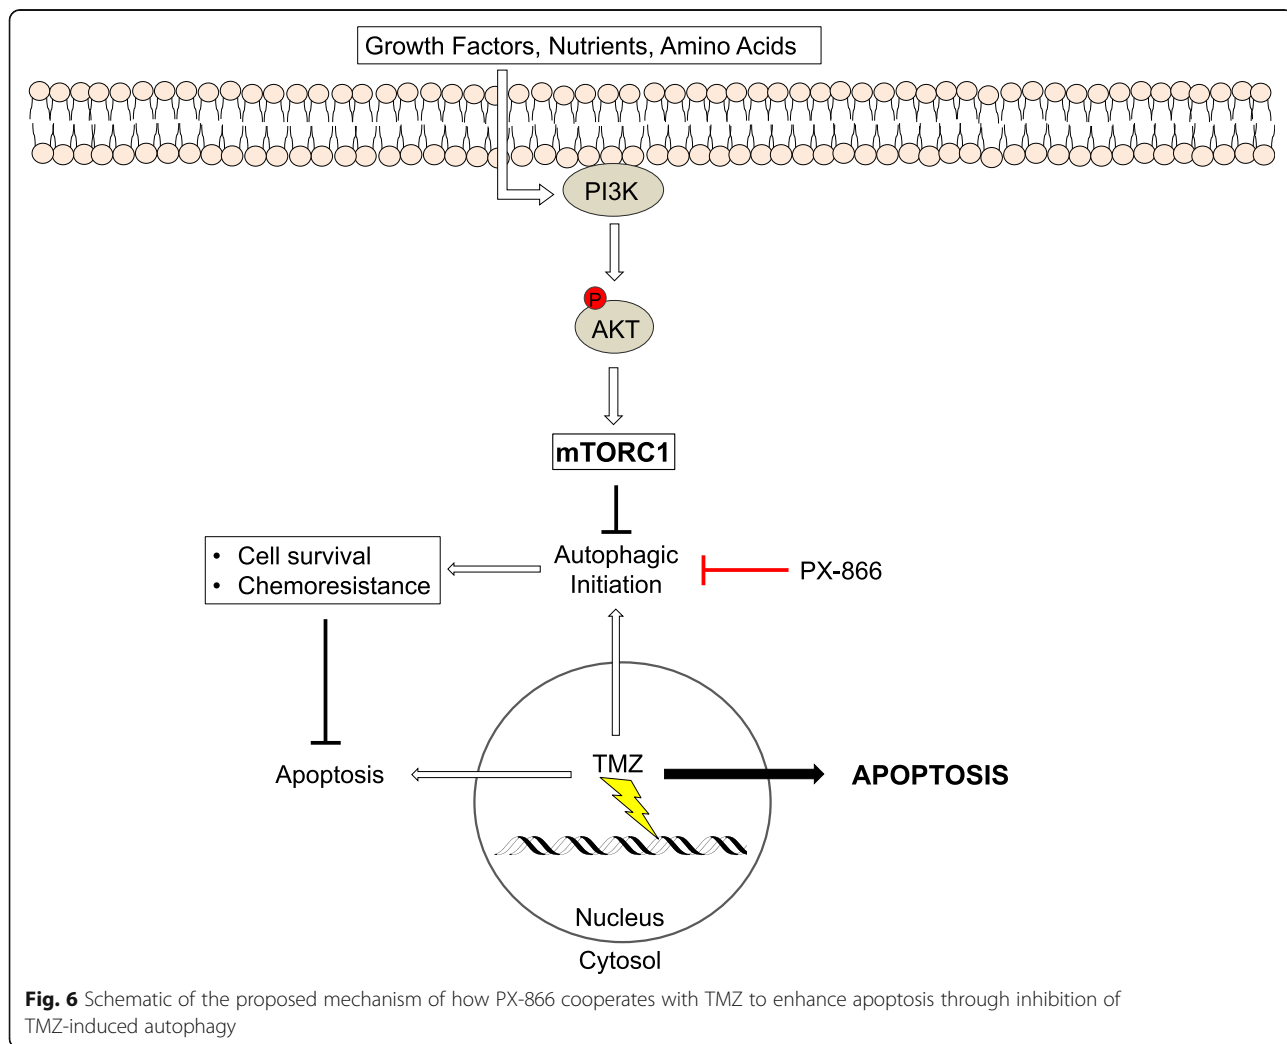 Growth Factors, Nutrients, Amino Acids
PI3K
P
AKT
mTORC1
Autophagic
Initiation
PX-866
• Cell survival
• Chemoresistance
Apoptosis
TMZ
APOPTOSIS
Nucleus
Cytosol
Fig. 6 Schematic of the proposed mechanism of how PX-866 cooperates with TMZ to enhance apoptosis through inhibition of
TMZ-induced autophagy